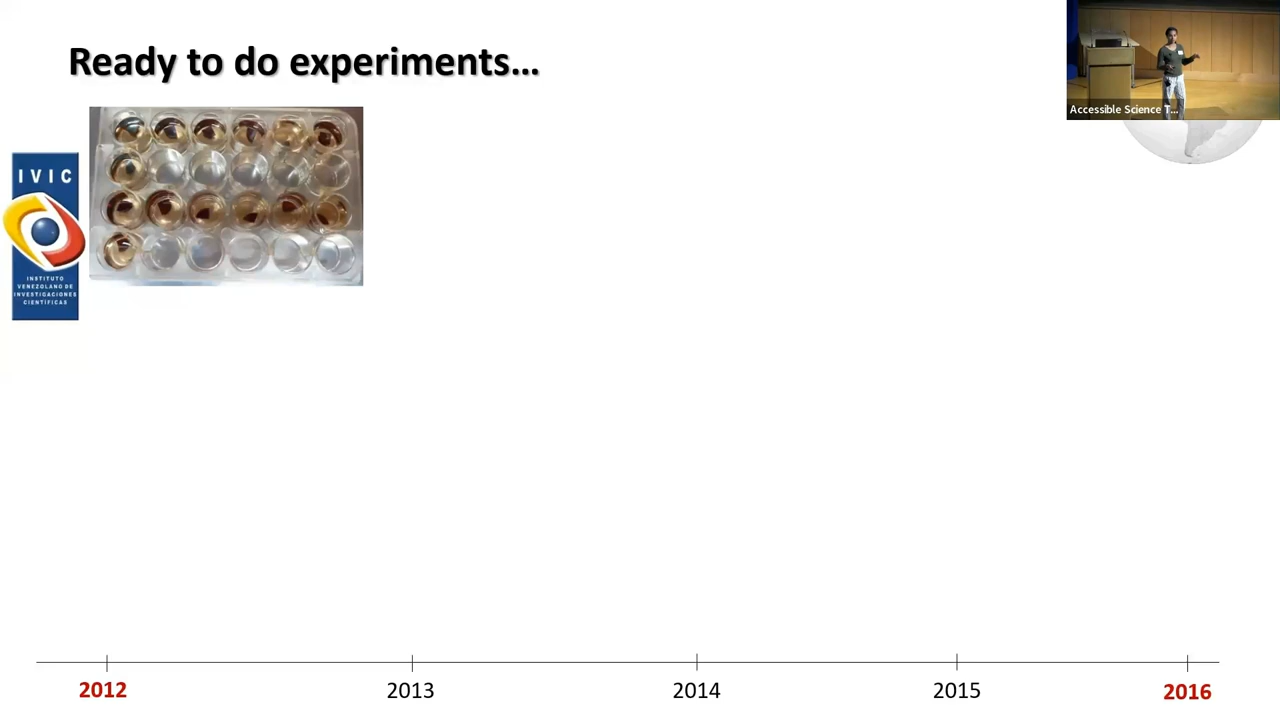 Ready to do experiments...
Accessible Science T...
IVIC
INSTITUTO
VENEZOLANO DE
INVESTIGACIONES
CIENTÍFICAS
2012
2013
2014
2015
2016